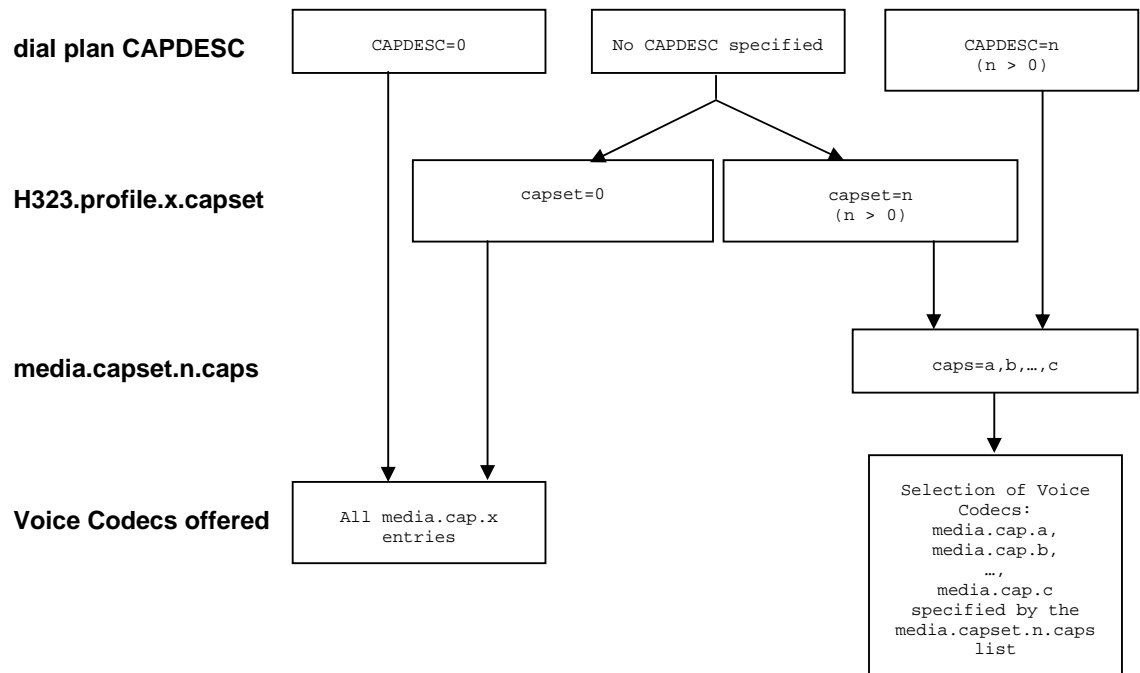 dial plan CAPDESC
CAPDESC=0
No CAPDESC specified
CAPDESC=n
(n > 0)
H323.profile.x.capset
capset=0
capset=n
(n > 0)
media.capset.n.caps
caps=a,b,…,c
Voice Codecs offered
All media.cap.x
entries
Selection of Voice
Codecs:
media.cap.a,
media.cap.b,
…,
media.cap.c
specified by the
media.capset.n.caps
list